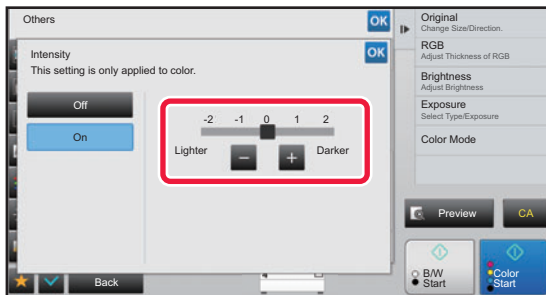 Others
OK
Intensity
OK
This setting is only applied to color.
Off
On
-2 -1 0 1 2
Lighter
Darker
Back
Original
Change Size/Direction.
RGB
Adjust Thickness of RGB
Brightness
Adjust Brightness
Exposure
Select Type/Exposure
Color Mode
Preview
CA
B/W
Start
Color
Start